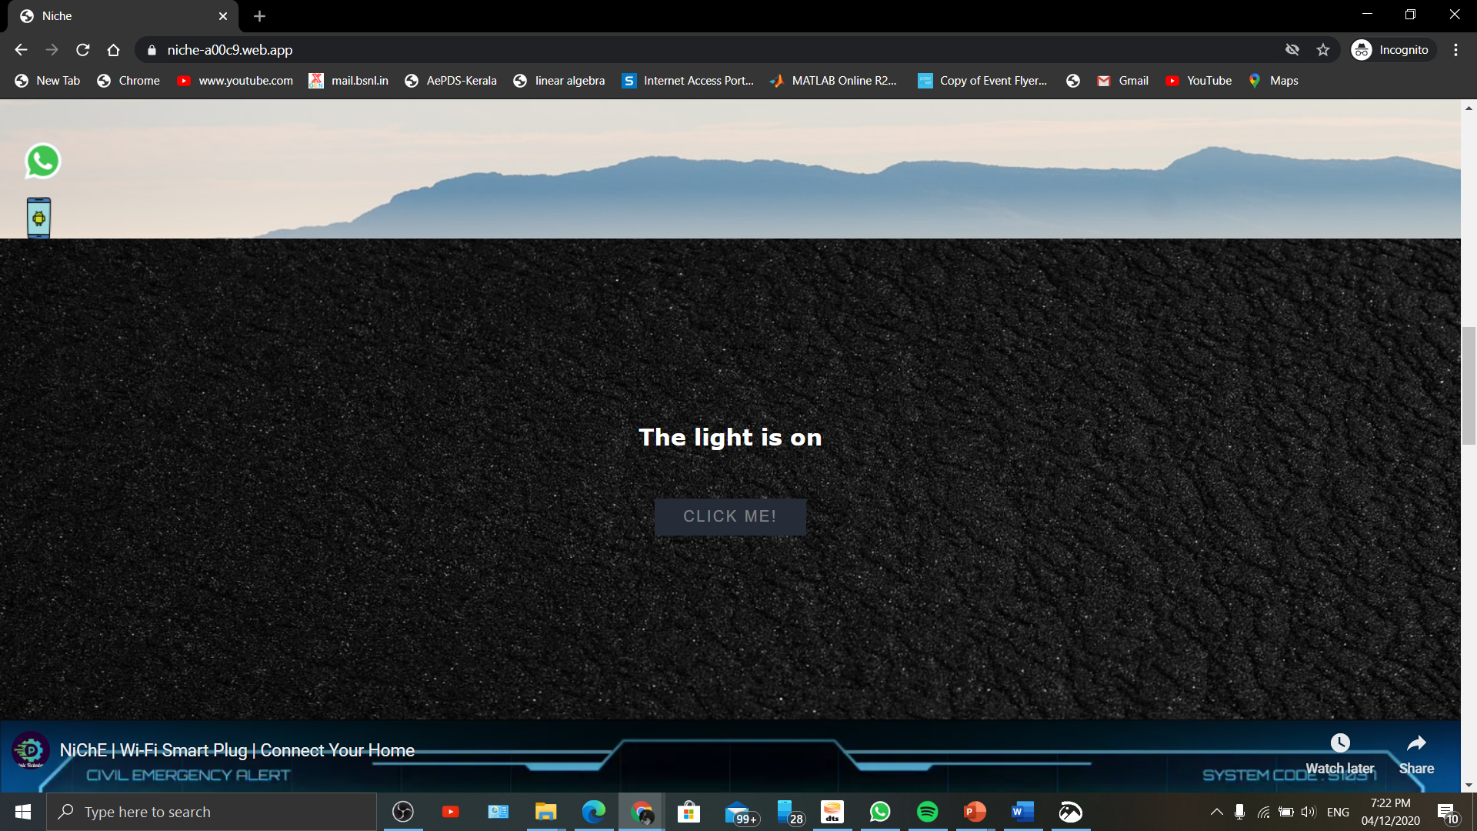 Niche
niche-a00c9.web.app
Incognito
New Tab
Chrome
www.youtube.com
mail.bsnl.in
AePDS-Kerala
linear algebra
Internet Access Port...
MATLAB Online R2...
Copy of Event Flyer...
Gmail
YouTube
Maps
The light is on
CLICK ME!
NiChE | Wi-Fi Smart Plug | Connect Your Home
Watch later
Share
CIVIL EMERGENCY ALERT
SYSTEM CODE
Type here to search
99+
28
dts
ENG
7:22 PM
04/12/2020
10